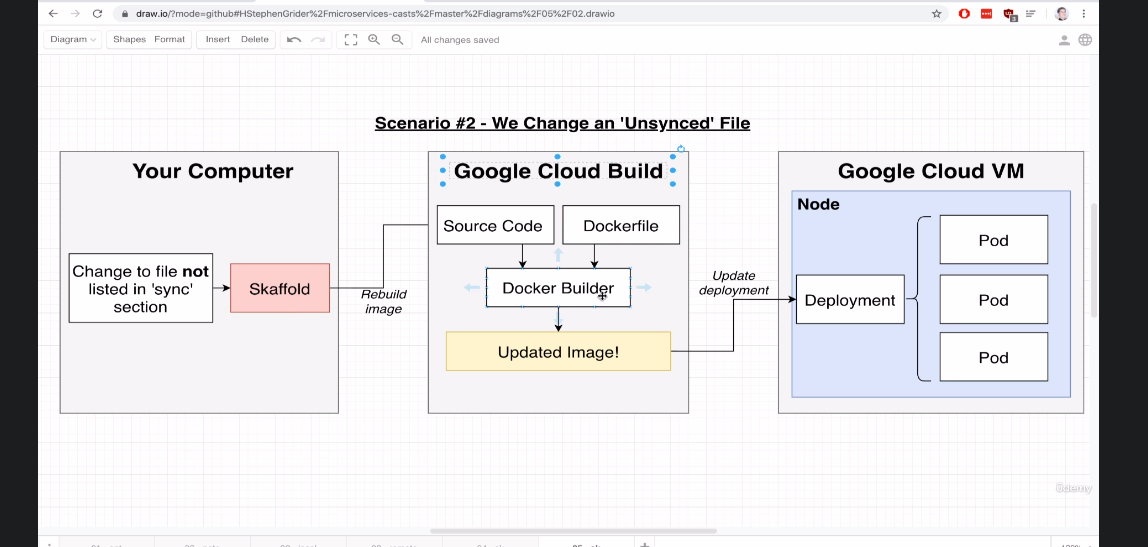 draw.io/?mode=github#HStephenGrider%2Fmicroservices-casts%2Fmaster%2Fdiagrams%2F05%2F02.drawio
Diagram Shapes Format Insert Delete All changes saved
Scenario #2 - We Change an 'Unsynced' File
Your Computer
Change to file not
listed in 'sync'
section
Skaffold
Rebuild
image
Google Cloud Build
Source Code
Dockerfile
Docker Builder
Updated Image!
Update
deployment
Google Cloud VM
Node
Deployment
Pod
Pod
Pod
ûdemy